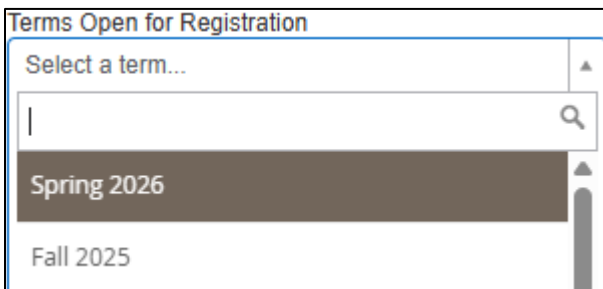 Terms Open for Registration
Select a term...
Spring 2026
Fall 2025